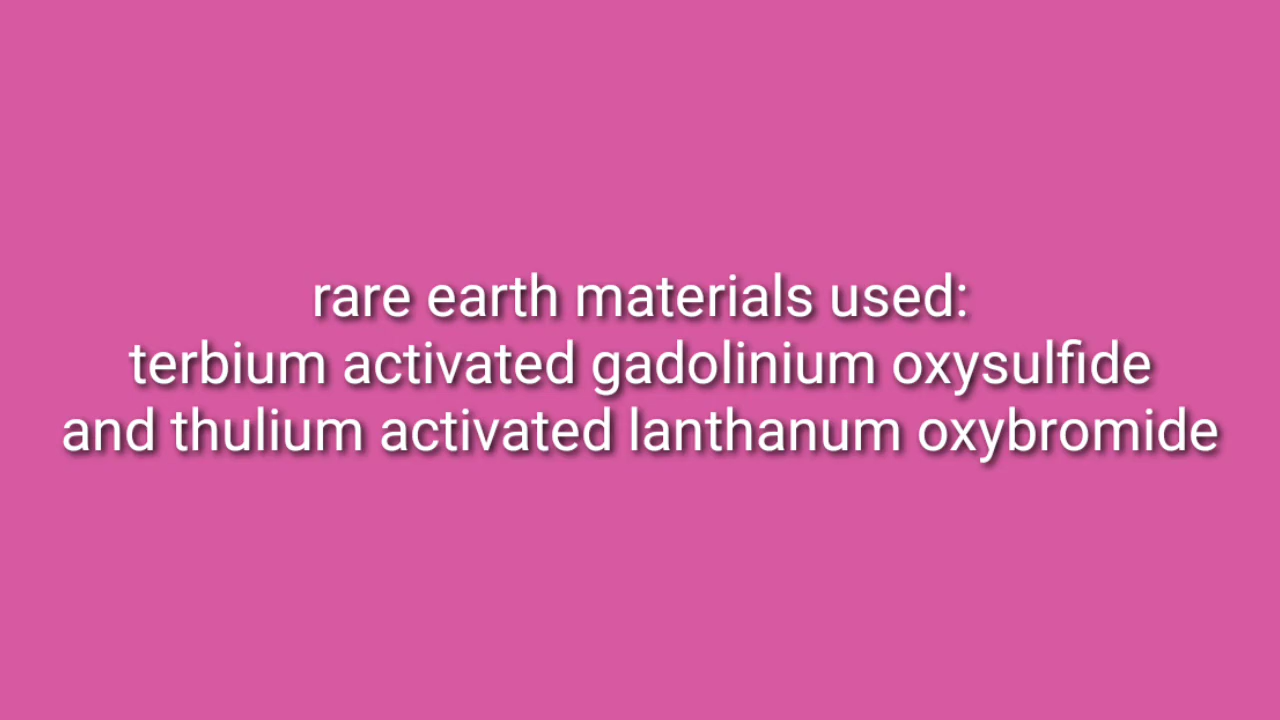 rare earth materials used:
terbium activated gadolinium oxysulfide
and thulium activated lanthanum oxybromide